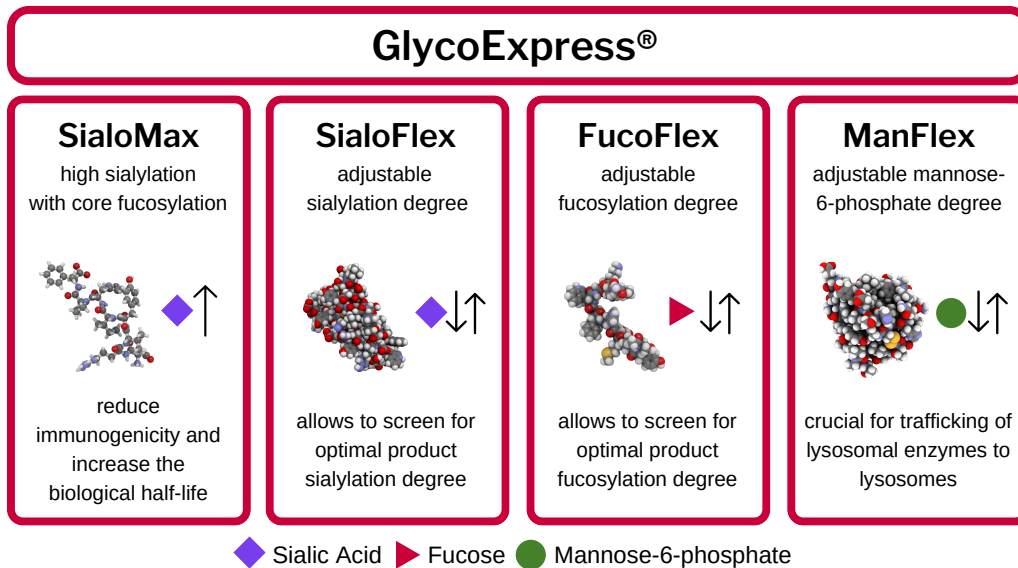 GlycoExpress®
SialoMax
high sialylation
with core fucosylation
reduce
immunogenicity and
increase the
biological half-life
SialoFlex
adjustable
sialylation degree
allows to screen for
optimal product
sialylation degree
FucoFlex
adjustable
fucosylation degree
allows to screen for
optimal product
fucosylation degree
ManFlex
adjustable mannose-
6-phosphate degree
crucial for trafficking of
lysosomal enzymes to
lysosomes
Sialic Acid
Fucose
Mannose-6-phosphate